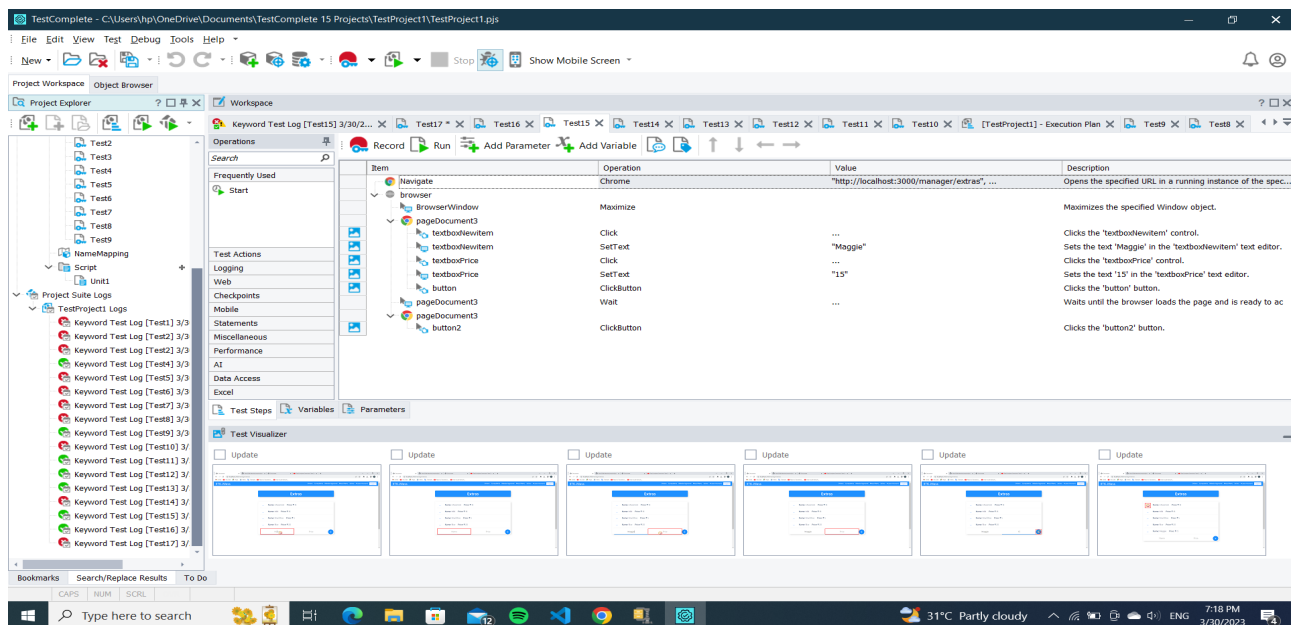 TestComplete - C:\Users\hp\OneDrive\Documents\TestComplete 15 Projects\TestProject1\TestProject1.pjs
File Edit View Test Debug Tools Help
New Stop Show Mobile Screen
Project Workspace Object Browser
Project Explorer ? Workspace ?
Keyword Test Log [Test15] 3/30/2... Test17 * Test16 Test15 Test14 Test13 Test12 Test11 Test10 [TestProject1] - Execution Plan Test9 Test8
Test2
Test3
Test4
Test5
Test6
Test7
Test8
Test9
NameMapping
Script
Unit1
Project Suite Logs
TestProject1 Logs
Keyword Test Log [Test1] 3/3
Keyword Test Log [Test2] 3/3
Keyword Test Log [Test2] 3/3
Keyword Test Log [Test4] 3/3
Keyword Test Log [Test5] 3/3
Keyword Test Log [Test6] 3/3
Keyword Test Log [Test7] 3/3
Keyword Test Log [Test8] 3/3
Keyword Test Log [Test9] 3/3
Keyword Test Log [Test10] 3/
Keyword Test Log [Test11] 3/
Keyword Test Log [Test12] 3/
Keyword Test Log [Test13] 3/
Keyword Test Log [Test14] 3/
Keyword Test Log [Test15] 3/
Keyword Test Log [Test16] 3/
Keyword Test Log [Test17] 3/
Operations
Search
Frequently Used
Start
Test Actions
Logging
Web
Checkpoints
Mobile
Statements
Miscellaneous
Performance
AI
Data Access
Excel
Record Run Add Parameter Add Variable
Item Operation Value Description
Navigate Chrome "http://localhost:3000/manager/extras", ... Opens the specified URL in a running instance of the spec...
browser
BrowserWindow Maximize Maximizes the specified Window object.
pageDocument3
textboxNewitem Click ... Clicks the 'textboxNewitem' control.
textboxNewitem SetText "Maggie" Sets the text 'Maggie' in the 'textboxNewitem' text editor.
textboxPrice Click ... Clicks the 'textboxPrice' control.
textboxPrice SetText "15" Sets the text '15' in the 'textboxPrice' text editor.
button ClickButton Clicks the 'button' button.
pageDocument3 Wait ... Waits until the browser loads the page and is ready to ac
pageDocument3
button2 ClickButton Clicks the 'button2' button.
Test Steps Variables Parameters
Test Visualizer
Update Update Update Update Update Update
Extras Extras Extras Extras Extras Extras
Bookmarks Search/Replace Results To Do
CAPS NUM SCRL
Type here to search 12 31°C Partly cloudy ENG 7:18 PM
3/30/2023 4